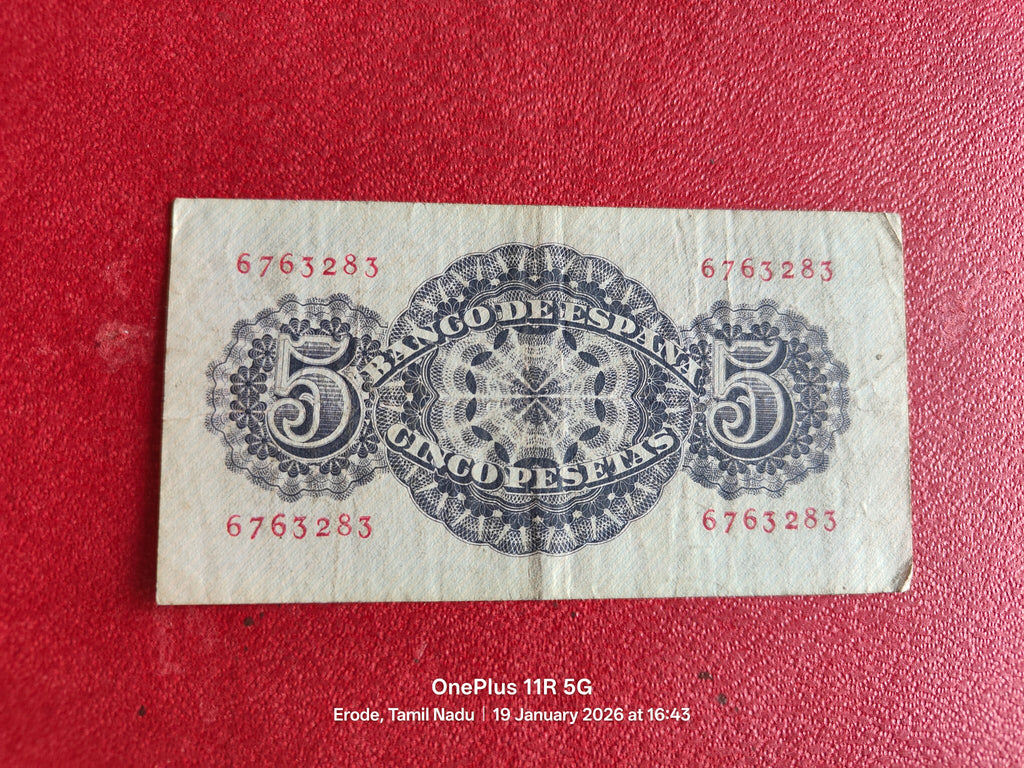 6763283 6763283
BANCO DE ESPAÑA
5 5
CINCO PESETAS
6763283 6763283
OnePlus 11R 5G
Erode, Tamil Nadu | 19 January 2026 at 16:43